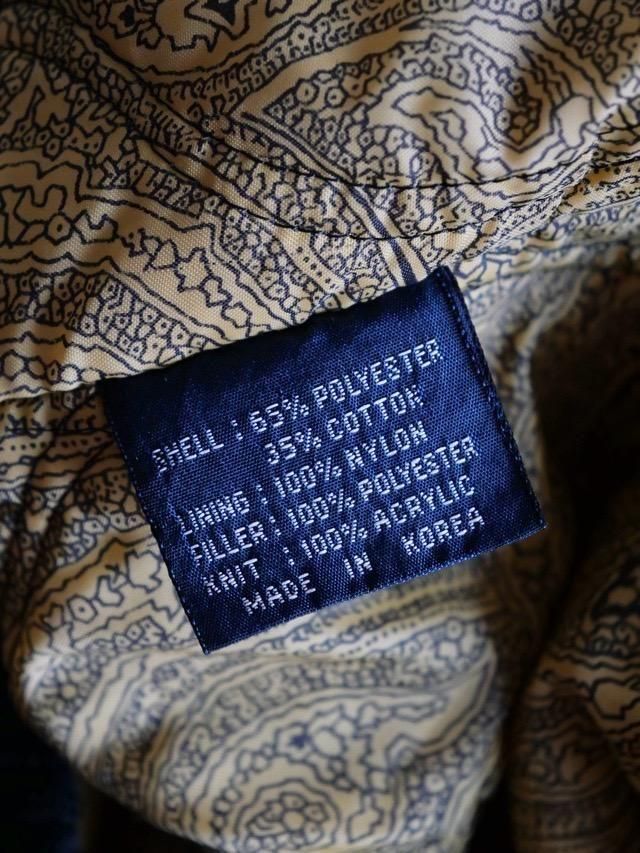 SHELL : 65% POLYESTER
35% COTTON
LINING : 100% NYLON
FILLER : 100% POLYESTER
KNIT : 100% ACRYLIC
MADE IN KOREA